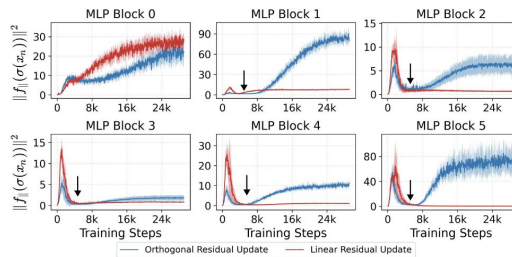 MLP Block 0
MLP Block 1
MLP Block 2
||f∥(σ(xₙ))||²
30
20
10
0
0 8k 16k 24k
90
60
30
0
0 8k 16k 24k
15
10
5
0
0 8k 16k 24k
MLP Block 3
MLP Block 4
MLP Block 5
||f∥(σ(xₙ))||²
15
10
5
0
0 8k 16k 24k
Training Steps
30
20
10
0
0 8k 16k 24k
Training Steps
80
40
0
0 8k 16k 24k
Training Steps
Orthogonal Residual Update Linear Residual Update